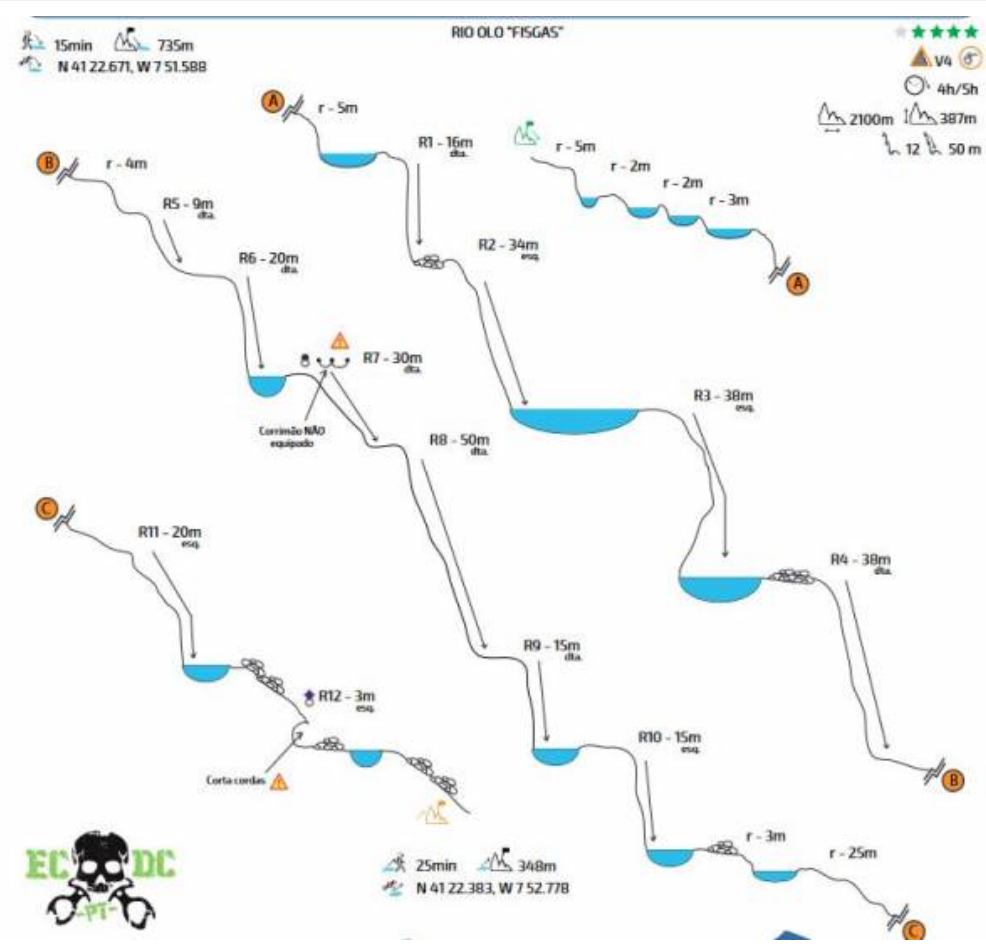 RIO OLO "FISGAS"
15min 735m
N 41 22.671, W 7 51.588
V4
4h/5h
2100m 387m
12 50 m
r - 5m
r - 2m
r - 2m
r - 3m
A
A
r - 5m
R1 - 16m
dta.
R2 - 34m
esq.
R3 - 38m
esq.
R4 - 38m
dta.
B
B
r - 4m
R5 - 9m
dta.
R6 - 20m
dta.
R7 - 30m
dta.
Corrimão NÃO
equipado
R8 - 50m
dta.
R9 - 15m
dta.
R10 - 15m
esq.
r - 3m
r - 25m
C
C
R11 - 20m
esq.
R12 - 3m
esq.
Corta cordas
25min 348m
N 41 22.383, W 7 52.778
EC DC
-PT-